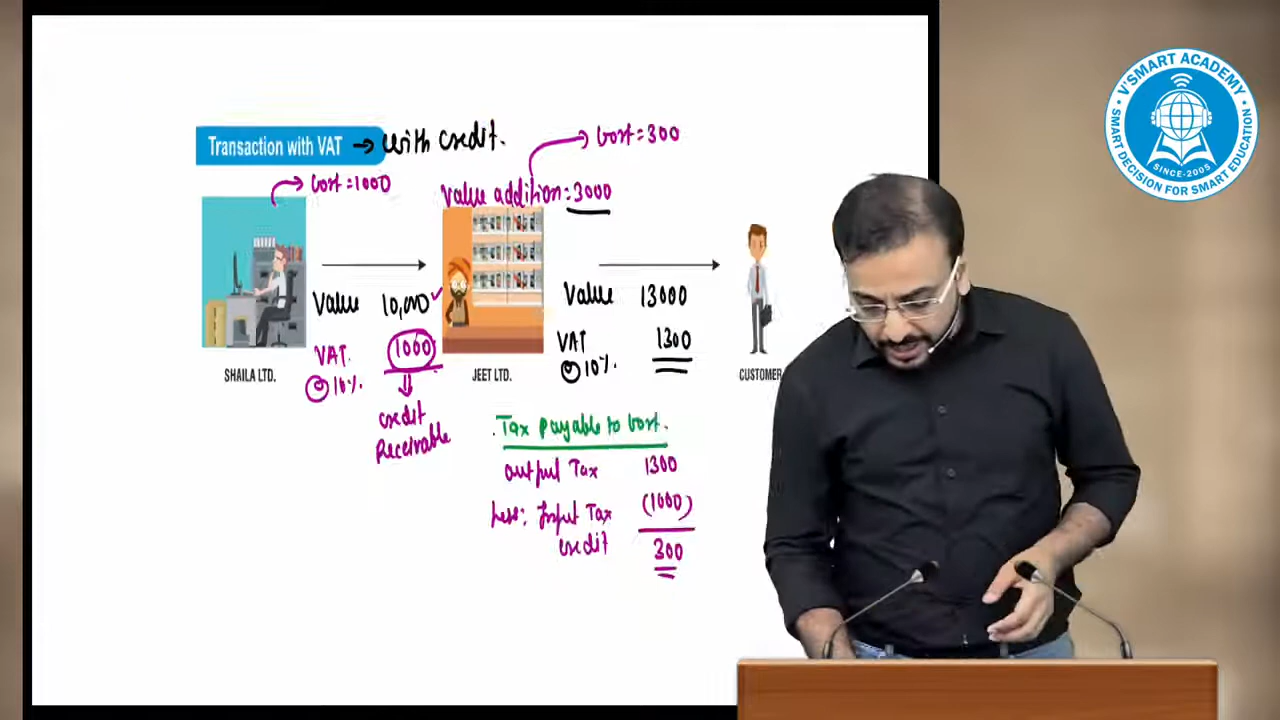 Transaction with VAT → with credit.
Govt = 300
Govt = 1000
Value addition = 3000
Value 10,000 ✓
Value 13000
VAT @ 10% 1000
VAT @ 10% 1300
SHAILA LTD.
JEET LTD.
CUSTOMER
credit
Receivable
Tax payable to Govt.
output Tax 1300
Less: Input Tax (1000)
credit
300
V'SMART ACADEMY
SINCE-2005
SMART DECISION FOR SMART EDUCATION